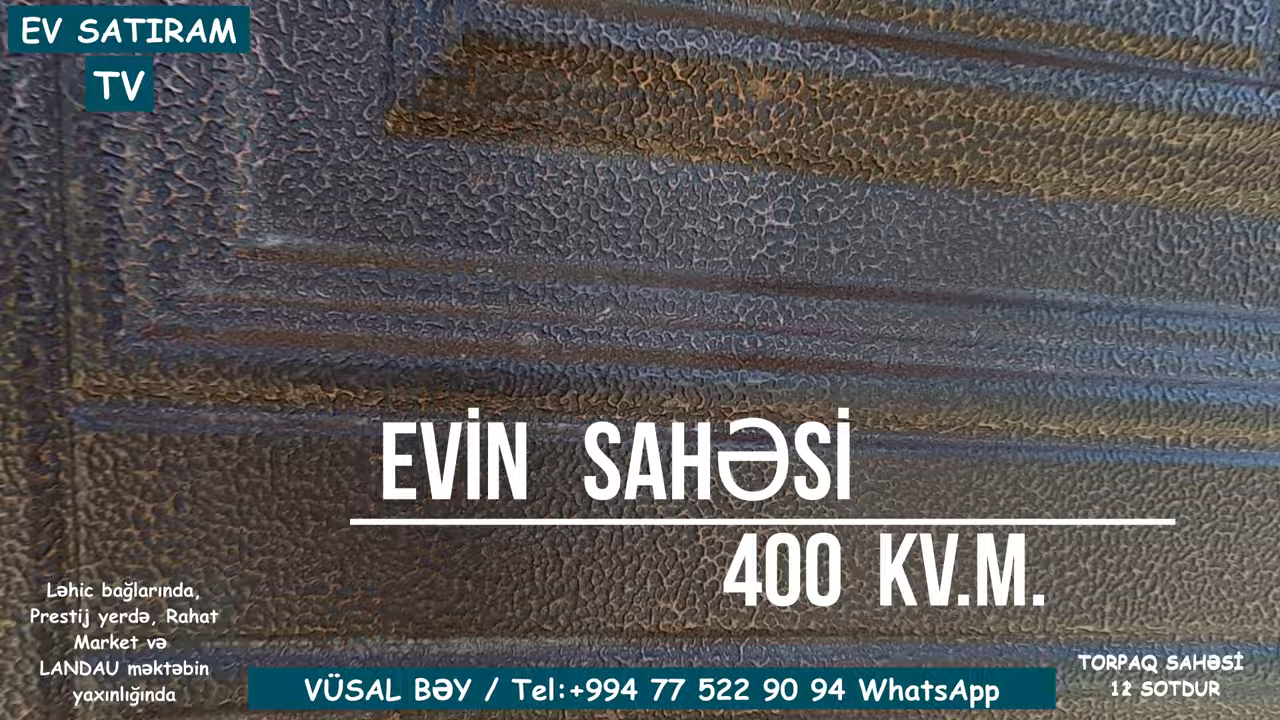 EV SATIRAM
TV
EVİN SAHƏSİ
400 KV.M.
Ləhic bağlarında,
Prestij yerdə, Rahat
Market və
LANDAU məktəbin
yaxınlığında
VÜSAL BƏY / Tel:+994 77 522 90 94 WhatsApp
TORPAQ SAHƏSİ
12 SOTDUR